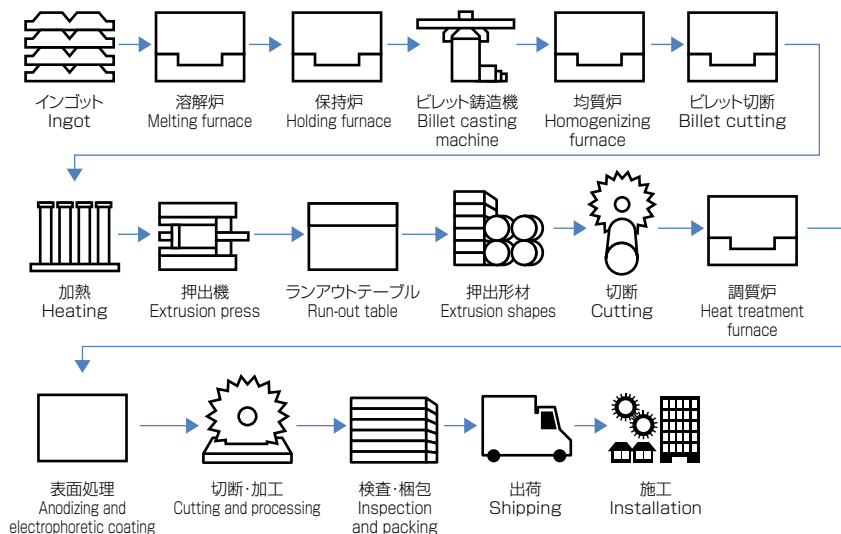 インゴット
Ingot
溶解炉
Melting furnace
保持炉
Holding furnace
ビレット鋳造機
Billet casting
machine
均質炉
Homogenizing
furnace
ビレット切断
Billet cutting
加熱
Heating
押出機
Extrusion press
ランアウトテーブル
Run-out table
押出形材
Extrusion shapes
切断
Cutting
調質炉
Heat treatment
furnace
表面処理
Anodizing and
electrophoretic coating
切断・加工
Cutting and processing
検査・梱包
Inspection
and packing
出荷
Shipping
施工
Installation